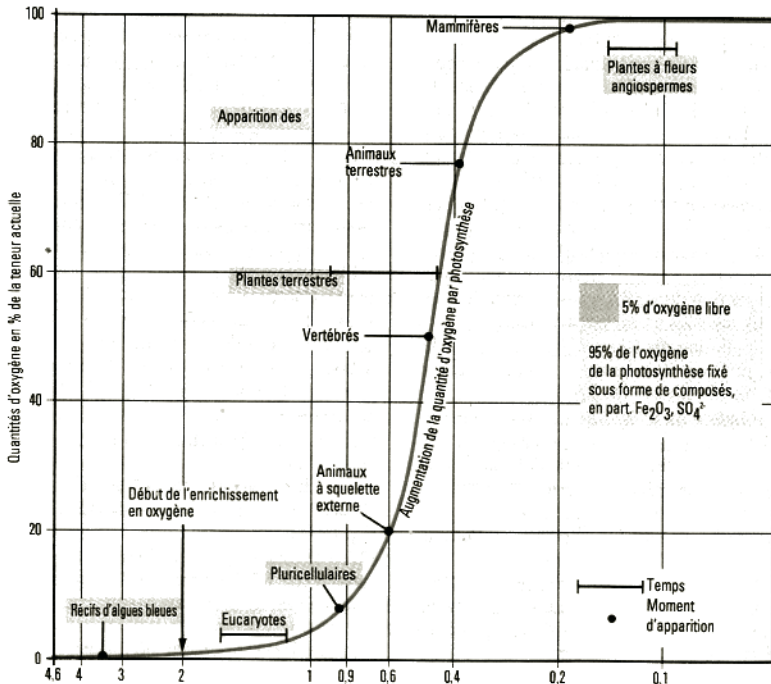 Quantités d'oxygène en % de la teneur actuelle
100
80
60
40
20
0
Mammifères
Plantes à fleurs
angiospermes
Apparition des
Animaux
terrestres
Plantes terrestres
Vertébrés
Augmentation de la quantité d'oxygène par photosynthèse
5% d'oxygène libre
95% de l'oxygène
de la photosynthèse fixé
sous forme de composés,
en part. Fe₂O₃, SO₄²⁻
Animaux
à squelette
externe
Début de l'enrichissement
en oxygène
Pluricellulaires
Récifs d'algues bleues
Eucaryotes
Temps
Moment
d'apparition
4.6 4 3 2 1 0,9 0,6 0,4 0,2 0,1